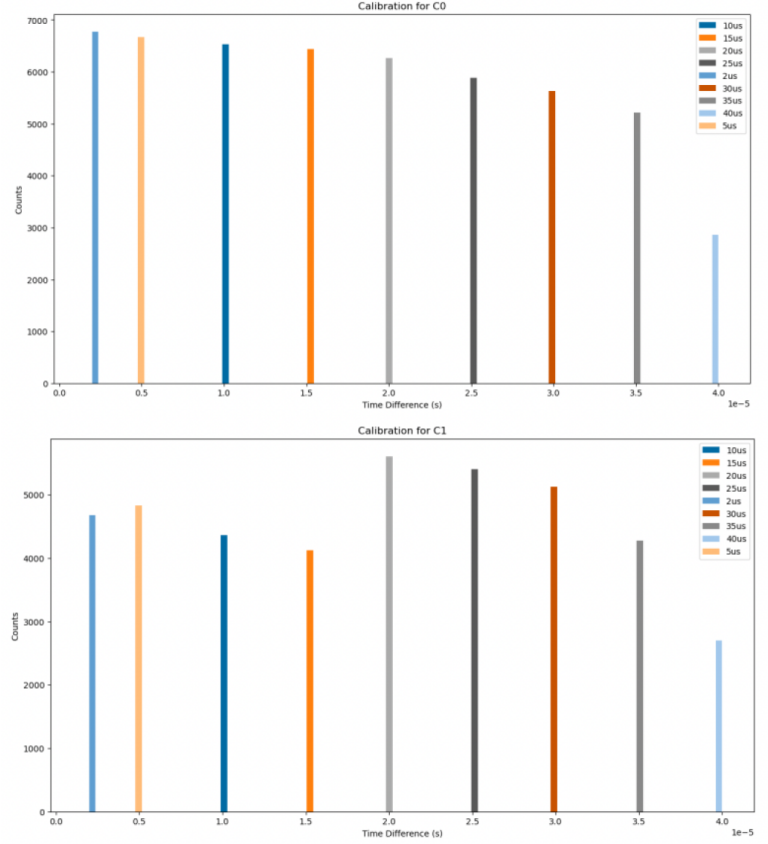 Calibration for C0
7000
6000
5000
4000
3000
2000
1000
0
Counts
10us
15us
20us
25us
2us
30us
35us
40us
5us
0.0 0.5 1.0 1.5 2.0 2.5 3.0 3.5 4.0
1e−5
Time Difference (s)
Calibration for C1
5000
4000
3000
2000
1000
0
Counts
10us
15us
20us
25us
2us
30us
35us
40us
5us
0.0 0.5 1.0 1.5 2.0 2.5 3.0 3.5 4.0
1e−5
Time Difference (s)